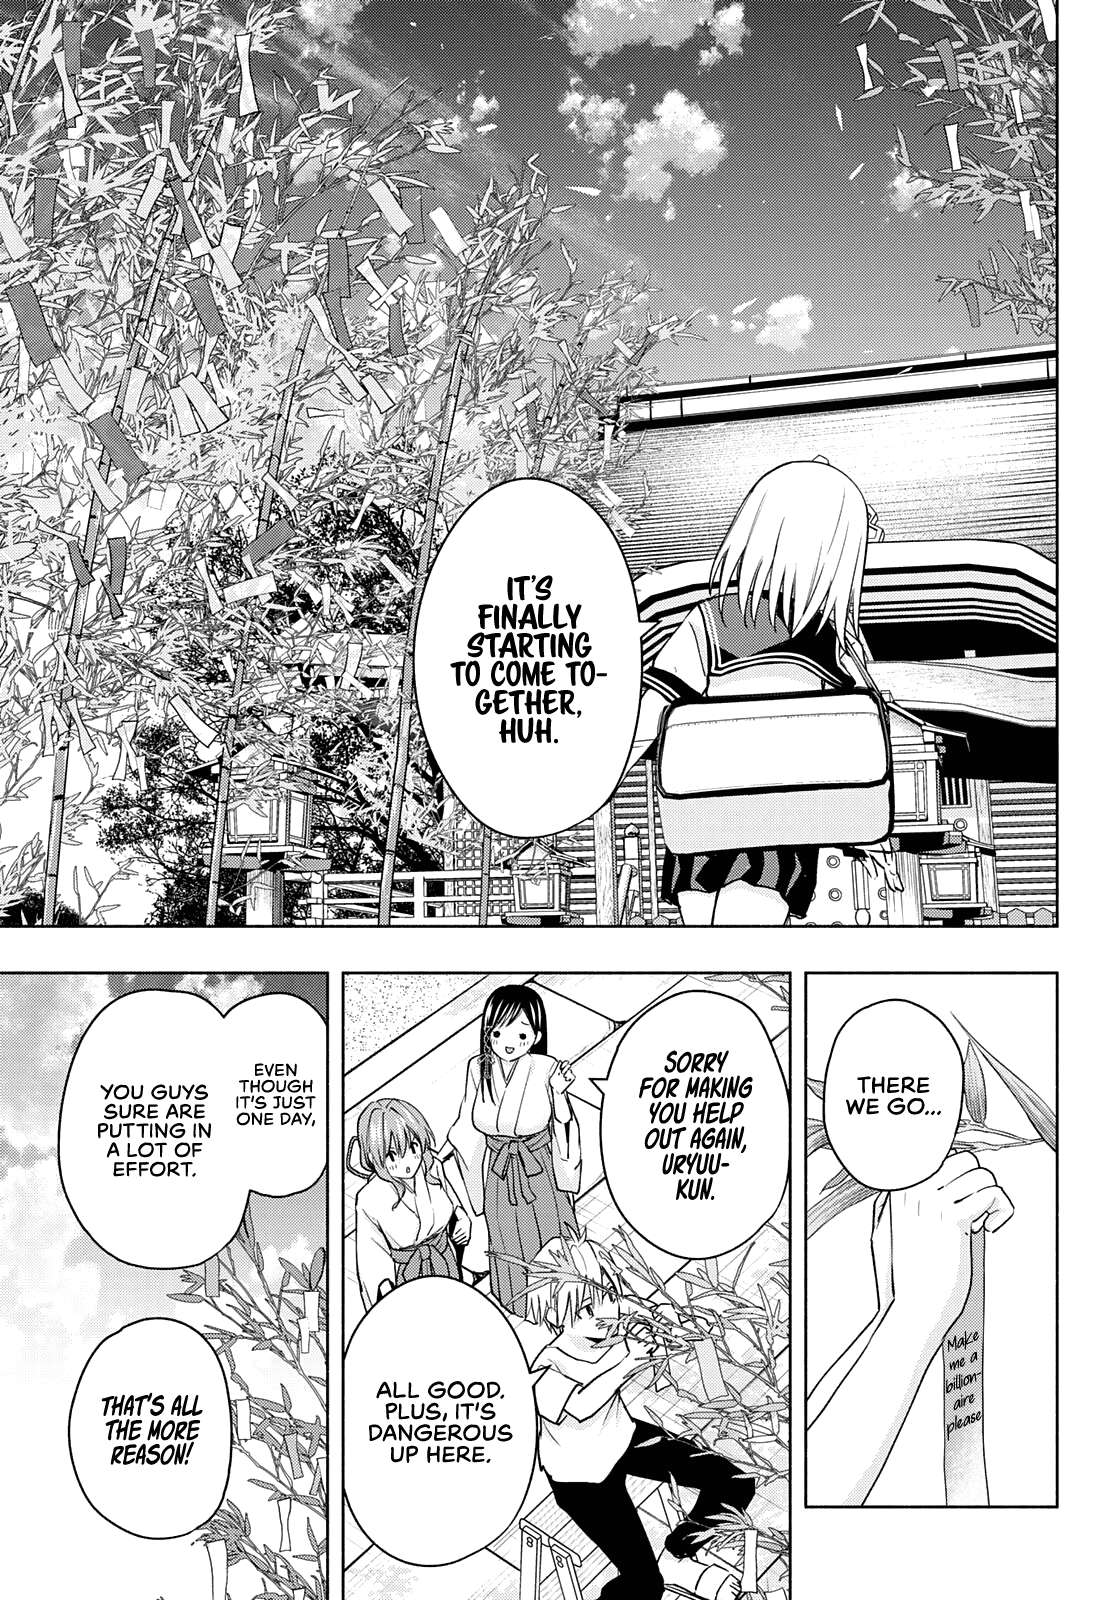 IT'S
FINALLY
STARTING
TO COME TO-
GETHER,
HUH.
THERE
WE GO...
Make
me a
billion-
aire
please
SORRY
FOR MAKING
YOU HELP
OUT AGAIN,
URYUU-
KUN.
ALL GOOD.
PLUS, IT'S
DANGEROUS
UP HERE.
EVEN
THOUGH
IT'S JUST
ONE DAY,
YOU GUYS
SURE ARE
PUTTING IN
A LOT OF
EFFORT.
THAT'S ALL
THE MORE
REASON!